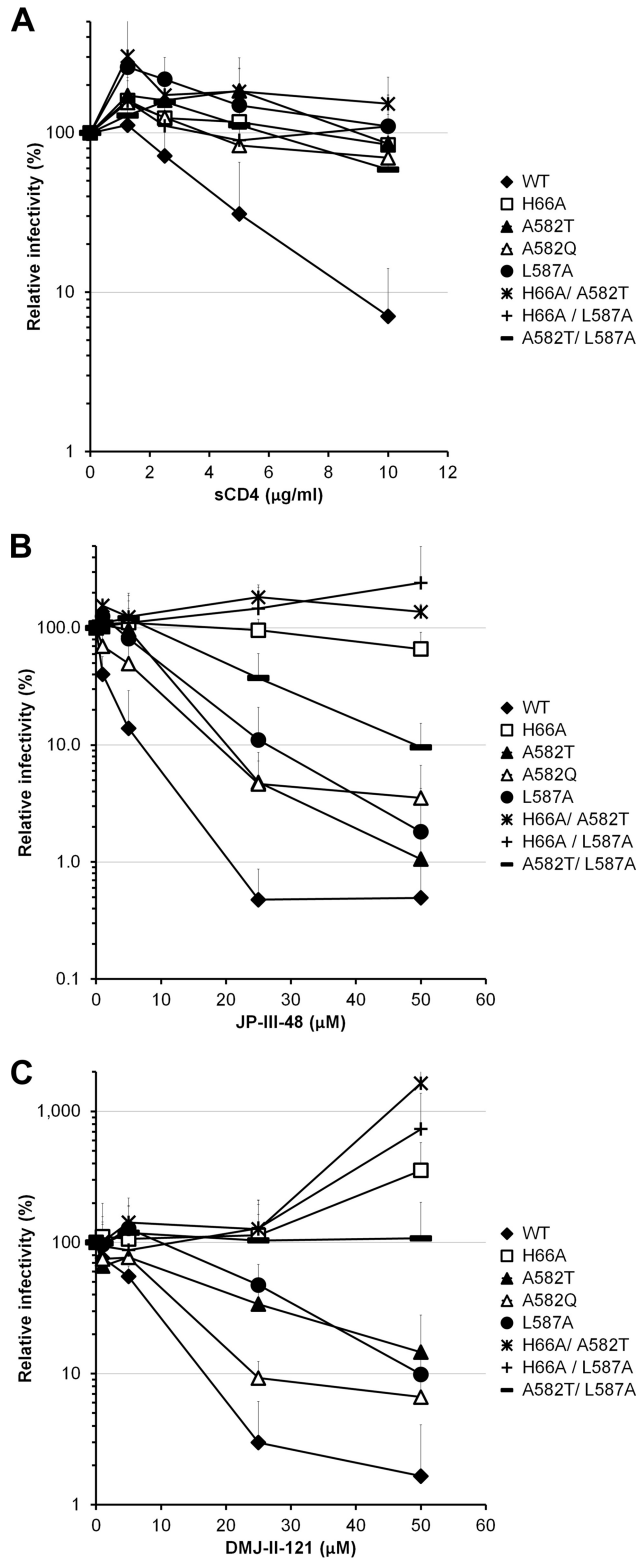 A
Relative infectivity (%)
100
10
1
0 2 4 6 8 10 12
sCD4 (µg/ml)
WT
H66A
A582T
A582Q
L587A
H66A/ A582T
H66A / L587A
A582T/ L587A
B
Relative infectivity (%)
100.0
10.0
1.0
0.1
0 10 20 30 40 50 60
JP-III-48 (µM)
WT
H66A
A582T
A582Q
L587A
H66A/ A582T
H66A / L587A
A582T/ L587A
C
Relative infectivity (%)
1,000
100
10
1
0 10 20 30 40 50 60
DMJ-II-121 (µM)
WT
H66A
A582T
A582Q
L587A
H66A/ A582T
H66A / L587A
A582T/ L587A